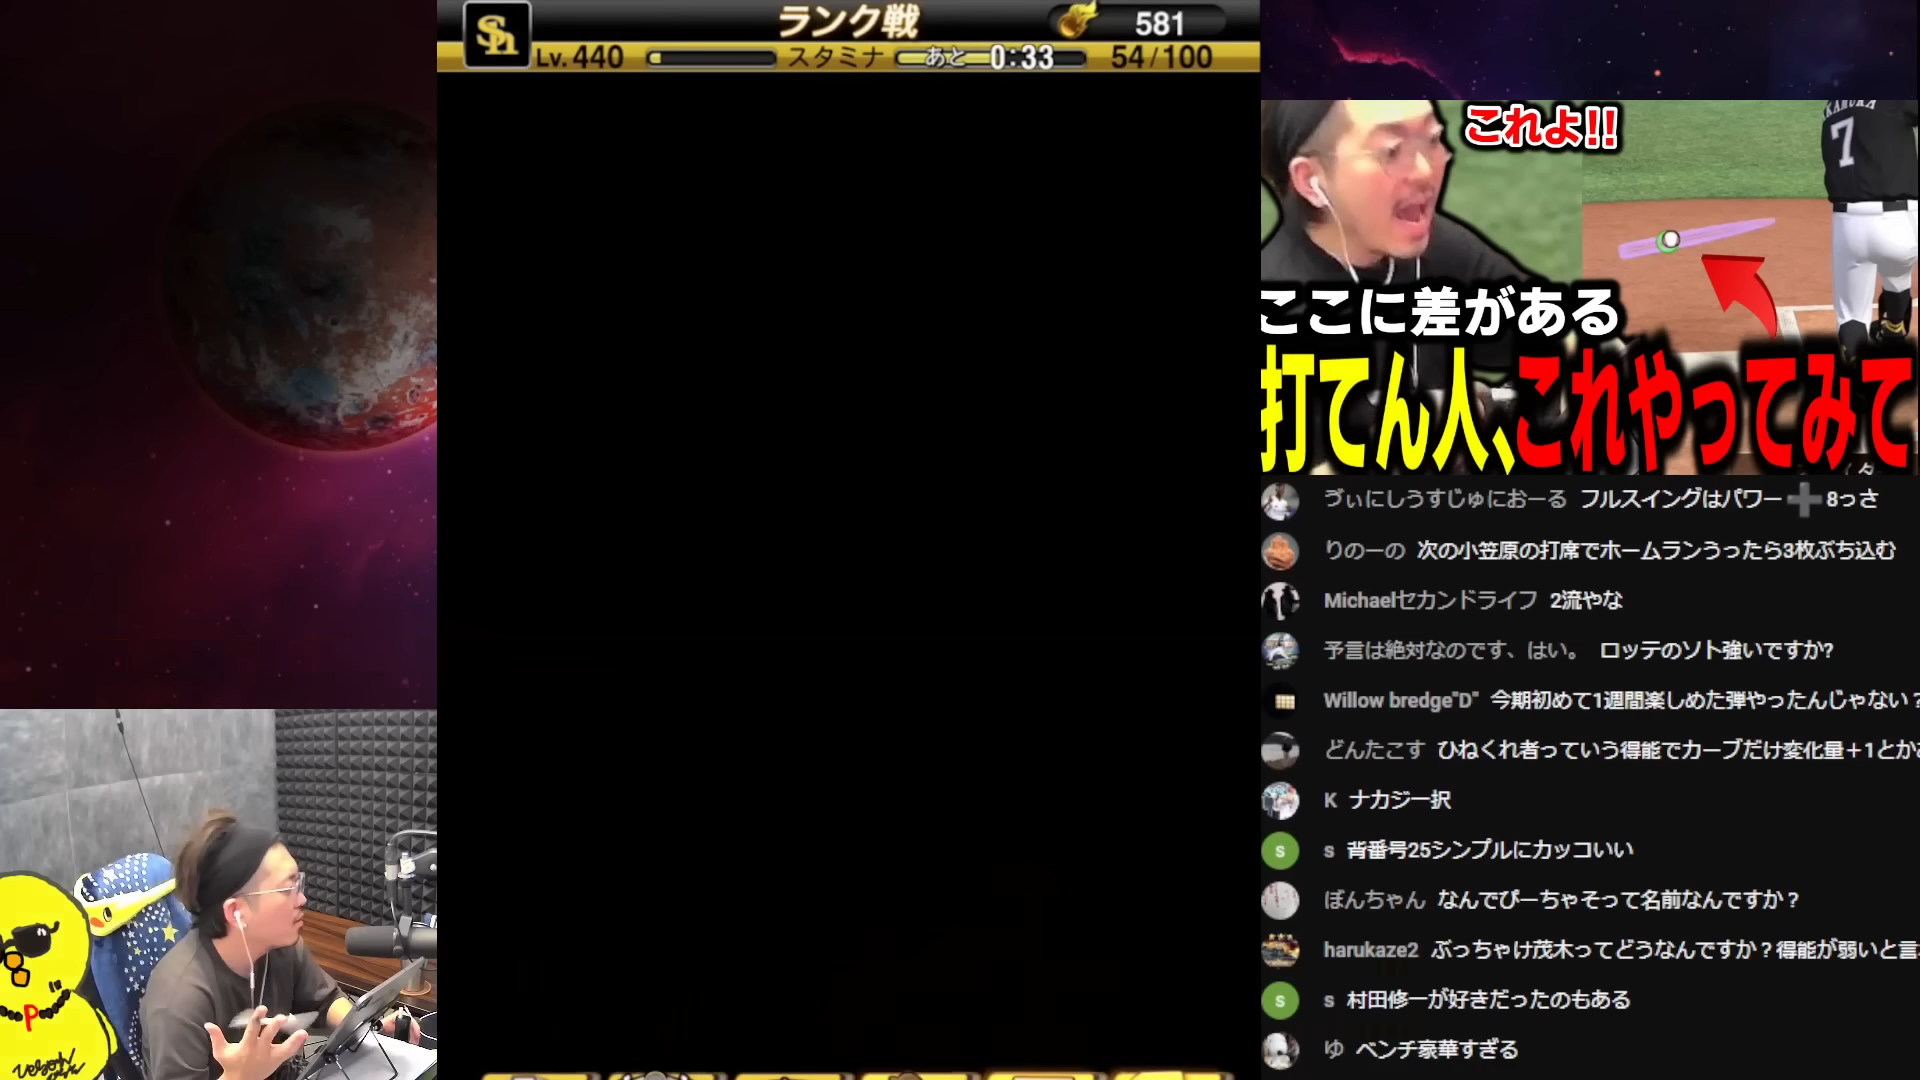 ランク戦
581
Lv.440
スタミナ
あと 0:33
54/100
これよ!!
7
ここに差がある
打てん人、これやってみて
づぃにしうすじゅにおーる フルスイングはパワー➕8っさ
りのーの 次の小笠原の打席でホームランうったら3枚ぶち込む
Michaelセカンドライフ 2流やな
予言は絶対なのです、はい。 ロッテのソト強いですか?
Willow bredge"D" 今期初めて1週間楽しめた弾やったんじゃない?
どんたこす ひねくれ者っていう得能でカーブだけ変化量+1とか
K ナカジ一択
s s 背番号25シンプルにカッコいい
ぼんちゃん なんでぴーちゃそって名前なんですか?
harukaze2 ぶっちゃけ茂木ってどうなんですか?得能が弱いと言
s s 村田修一が好きだったのもある
ゆ ベンチ豪華すぎる
P